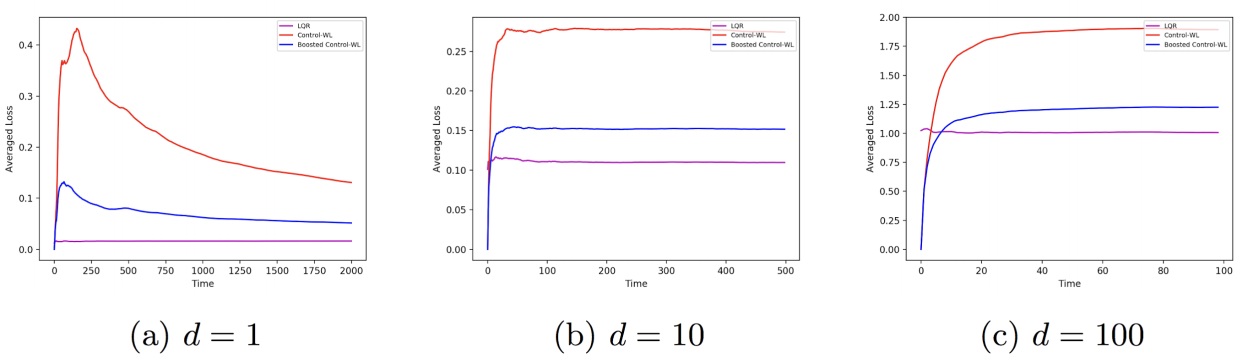 LQR
Control-WL
Boosted Control-WL
Averaged Loss
0.4
0.3
0.2
0.1
0.0
0 250 500 750 1000 1250 1500 1750 2000
Time
(a) d = 1
LQR
Control-WL
Boosted Control-WL
Averaged Loss
0.25
0.20
0.15
0.10
0.05
0.00
0 100 200 300 400 500
Time
(b) d = 10
LQR
Control-WL
Boosted Control-WL
Averaged Loss
2.00
1.75
1.50
1.25
1.00
0.75
0.50
0.25
0.00
0 20 40 60 80 100
Time
(c) d = 100